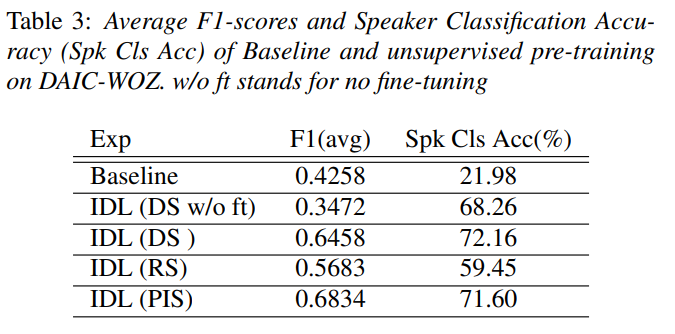 Table 3: Average F1-scores and Speaker Classification Accu-
racy (Spk Cls Acc) of Baseline and unsupervised pre-training
on DAIC-WOZ. w/o ft stands for no fine-tuning
Exp F1(avg) Spk Cls Acc(%)
Baseline 0.4258 21.98
IDL (DS w/o ft) 0.3472 68.26
IDL (DS ) 0.6458 72.16
IDL (RS) 0.5683 59.45
IDL (PIS) 0.6834 71.60